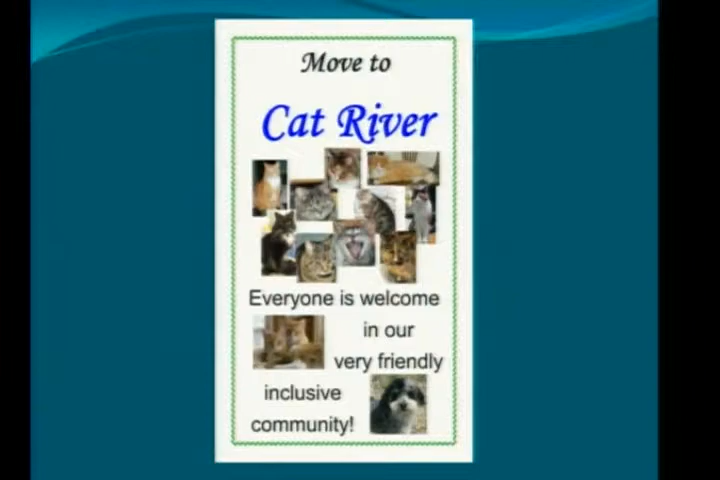 Move to
Cat River
Everyone is welcome
in our
very friendly
inclusive
community!